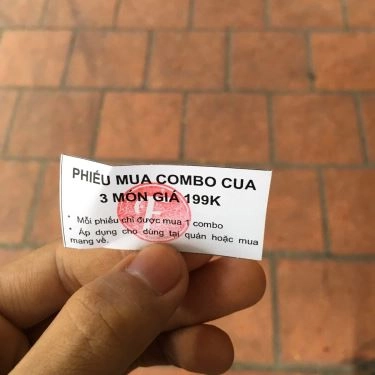 PHIẾU MUA COMBO CUA
3 MÓN GIÁ 199K
* Mỗi phiếu chỉ được mua 1 combo
* Áp dụng cho dùng tại quán hoặc mua
mang về.